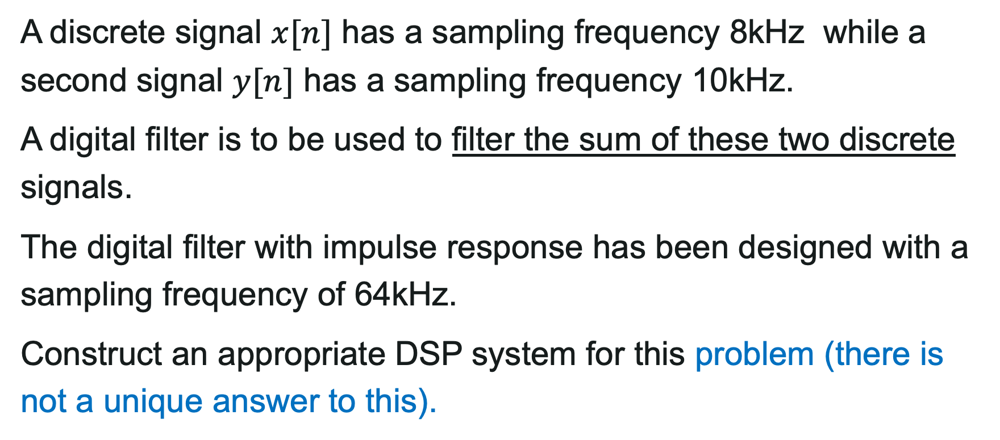 A discrete signal x[n] has a sampling frequency 8kHz while a
second signal y[n] has a sampling frequency 10kHz.
A digital filter is to be used to filter the sum of these two discrete
signals.
The digital filter with impulse response has been designed with a
sampling frequency of 64kHz.
Construct an appropriate DSP system for this problem (there is
not a unique answer to this).